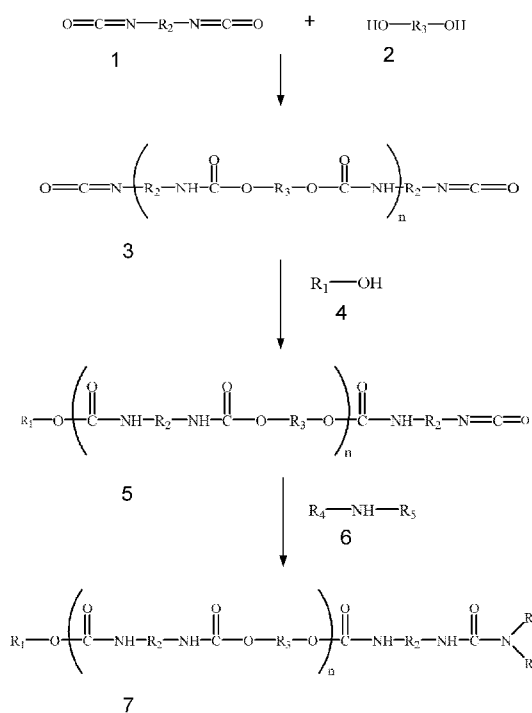 O=C=N-R2-N=C=O + HO-R3-OH
1 2
O=C=N-(R2-NH-C-O-R3-O-C-NH)n-R2-N=C=O
O O
3
R1-OH
4
R1-O-(C-NH-R2-NH-C-O-R3-O)n-C-NH-R2-N=C=O
O O O
5
R4-NH-R5
6
R1-O-(C-NH-R2-NH-C-O-R3-O)n-C-NH-R2-NH-C-N
O O O O
R
R
7